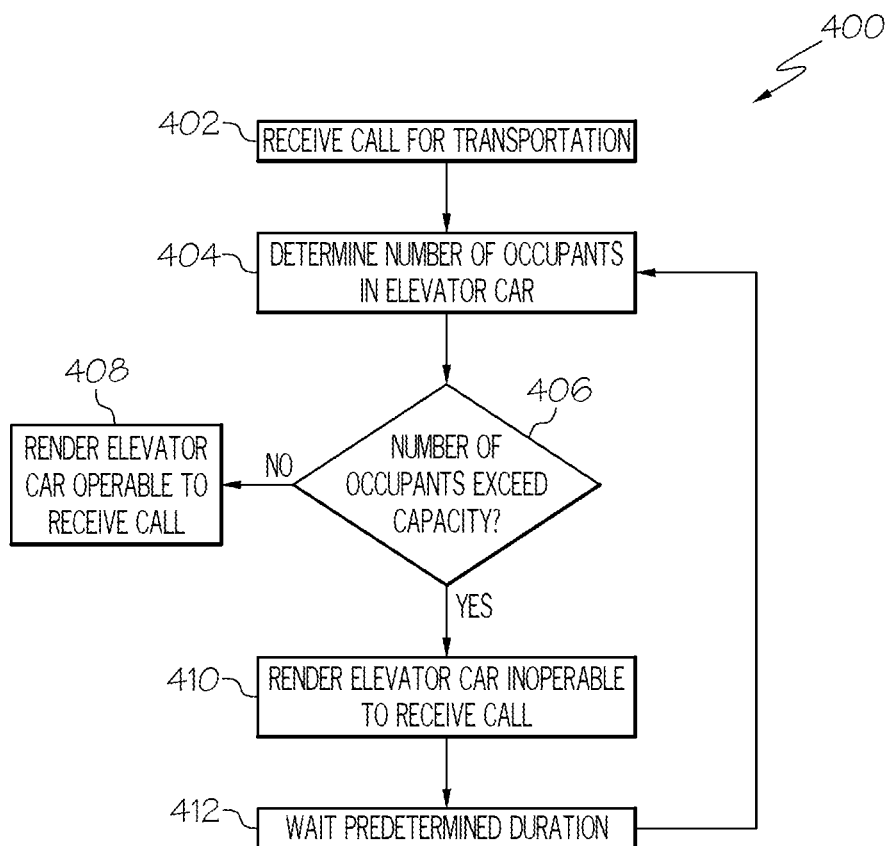 400
402
RECEIVE CALL FOR TRANSPORTATION
404
DETERMINE NUMBER OF OCCUPANTS
IN ELEVATOR CAR
406
NUMBER OF
OCCUPANTS EXCEED
CAPACITY?
NO
408
RENDER ELEVATOR
CAR OPERABLE TO
RECEIVE CALL
YES
410
RENDER ELEVATOR CAR INOPERABLE
TO RECEIVE CALL
412
WAIT PREDETERMINED DURATION